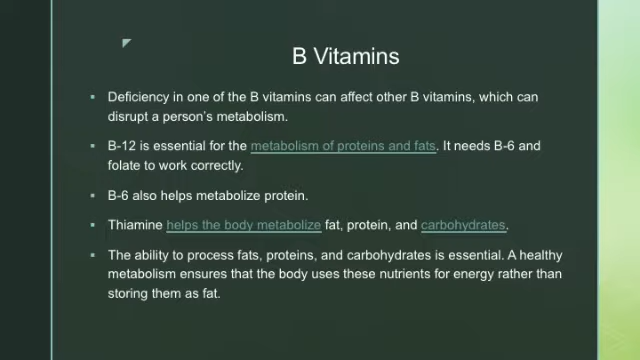 B Vitamins
▪ Deficiency in one of the B vitamins can affect other B vitamins, which can
disrupt a person's metabolism.
▪ B-12 is essential for the metabolism of proteins and fats. It needs B-6 and
folate to work correctly.
▪ B-6 also helps metabolize protein.
▪ Thiamine helps the body metabolize fat, protein, and carbohydrates.
▪ The ability to process fats, proteins, and carbohydrates is essential. A healthy
metabolism ensures that the body uses these nutrients for energy rather than
storing them as fat.